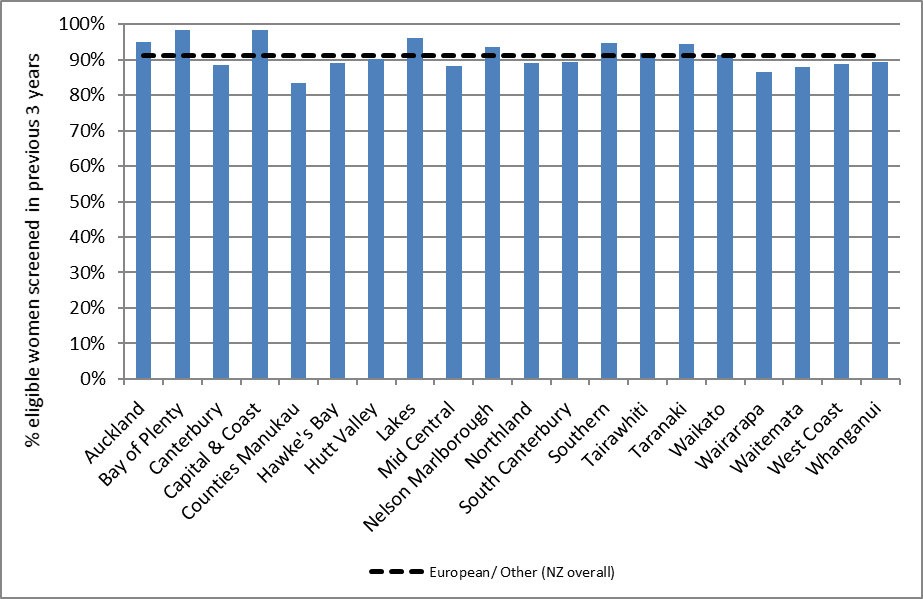 % eligible women screened in previous 3 years
100%
90%
80%
70%
60%
50%
40%
30%
20%
10%
0%
Auckland
Bay of Plenty
Canterbury
Capital & Coast
Counties Manukau
Hawke's Bay
Hutt Valley
Lakes
Mid Central
Nelson Marlborough
Northland
South Canterbury
Southern
Tairawhiti
Taranaki
Waikato
Wairarapa
Waitemata
West Coast
Whanganui
European/ Other (NZ overall)